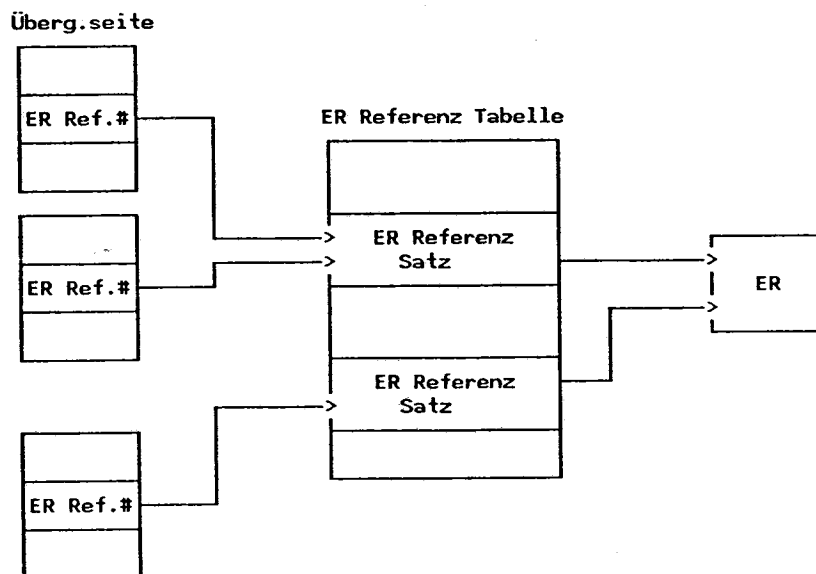 Überg.seite
ER Ref.#
ER Referenz Tabelle
ER Referenz
Satz
ER Ref.#
ER
ER Referenz
Satz
ER Ref.#